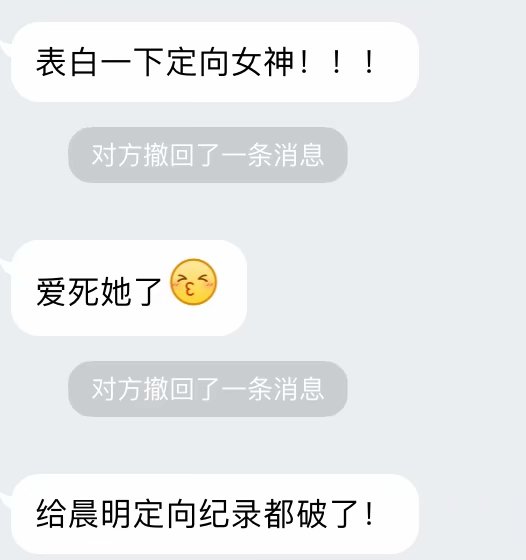 表白一下定向女神！！！
对方撤回了一条消息
爱死她了😚
对方撤回了一条消息
给晨明定向纪录都破了！